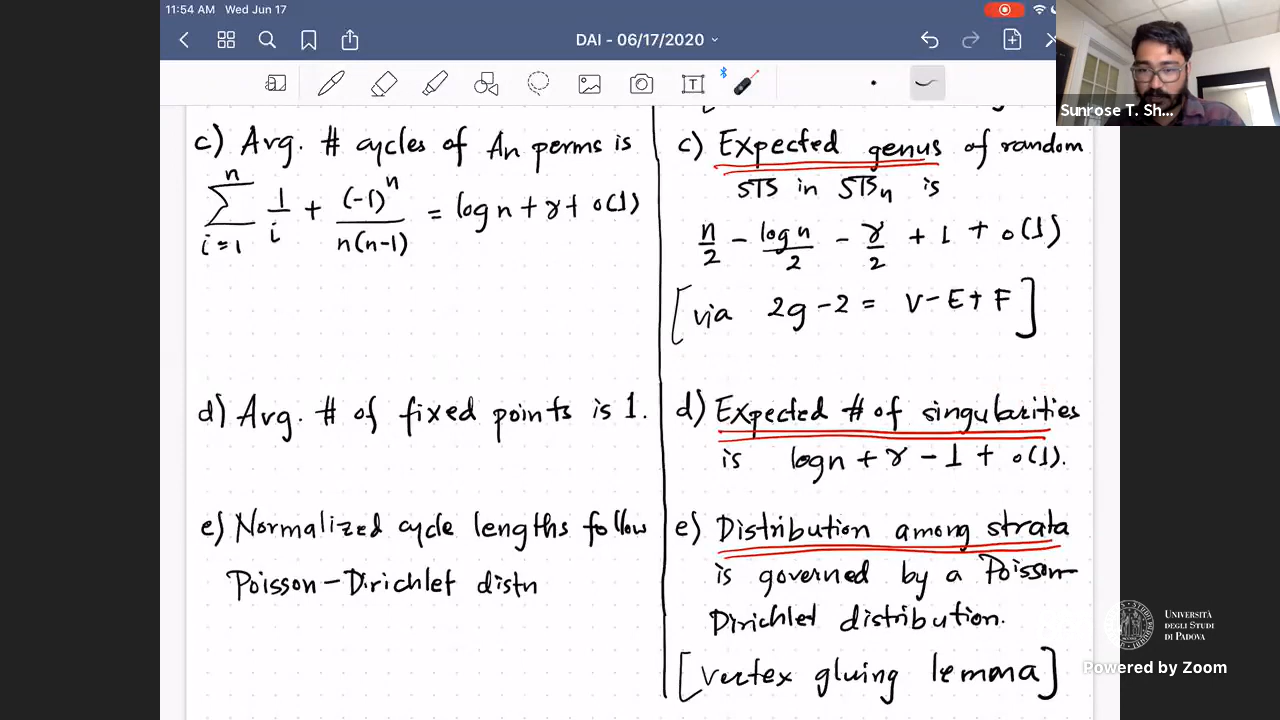 11:54 AM Wed Jun 17
DAI - 06/17/2020
T
Sunrose T. Sh...
c) Avg. # cycles of An perms is
n ∑ i=1 1/i + (-1)^n / n(n-1) = log n + γ + o(1)
d) Avg. # of fixed points is 1.
e) Normalized cycle lengths follow
Poisson-Dirichlet distn
c) Expected genus of random
STS in STSn is
n/2 - log n/2 - γ/2 + 1 + o(1)
[via 2g - 2 = V - E + F]
d) Expected # of singularities
is log n + γ - 1 + o(1).
e) Distribution among strata
is governed by a Poisson-
Dirichlet distribution.
[vertex gluing lemma]
UNIVERSITÀ
DEGLI STUDI
DI PADOVA
Powered by Zoom